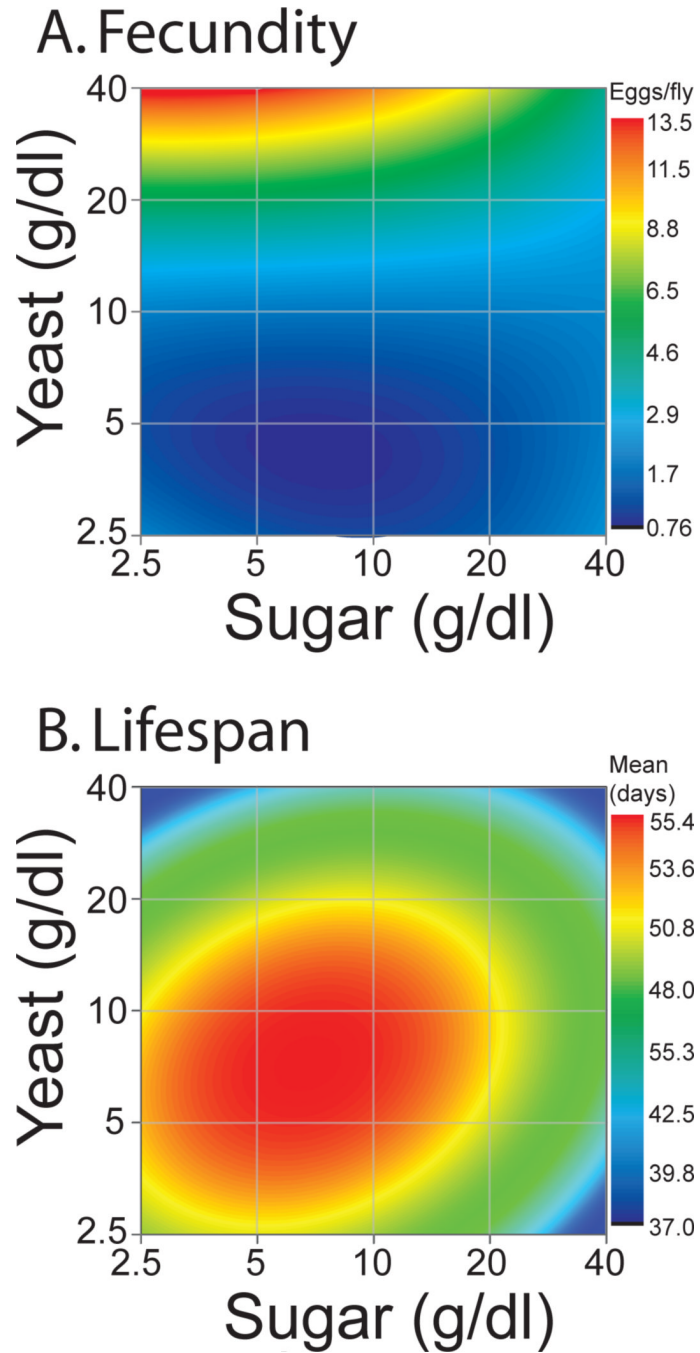 A. Fecundity
Eggs/fly
40
20
10
5
2.5
Yeast (g/dl)
13.5
11.5
8.8
6.5
4.6
2.9
1.7
0.76
2.5 5 10 20 40
Sugar (g/dl)
B. Lifespan
Mean
(days)
40
20
10
5
2.5
Yeast (g/dl)
55.4
53.6
50.8
48.0
55.3
42.5
39.8
37.0
2.5 5 10 20 40
Sugar (g/dl)